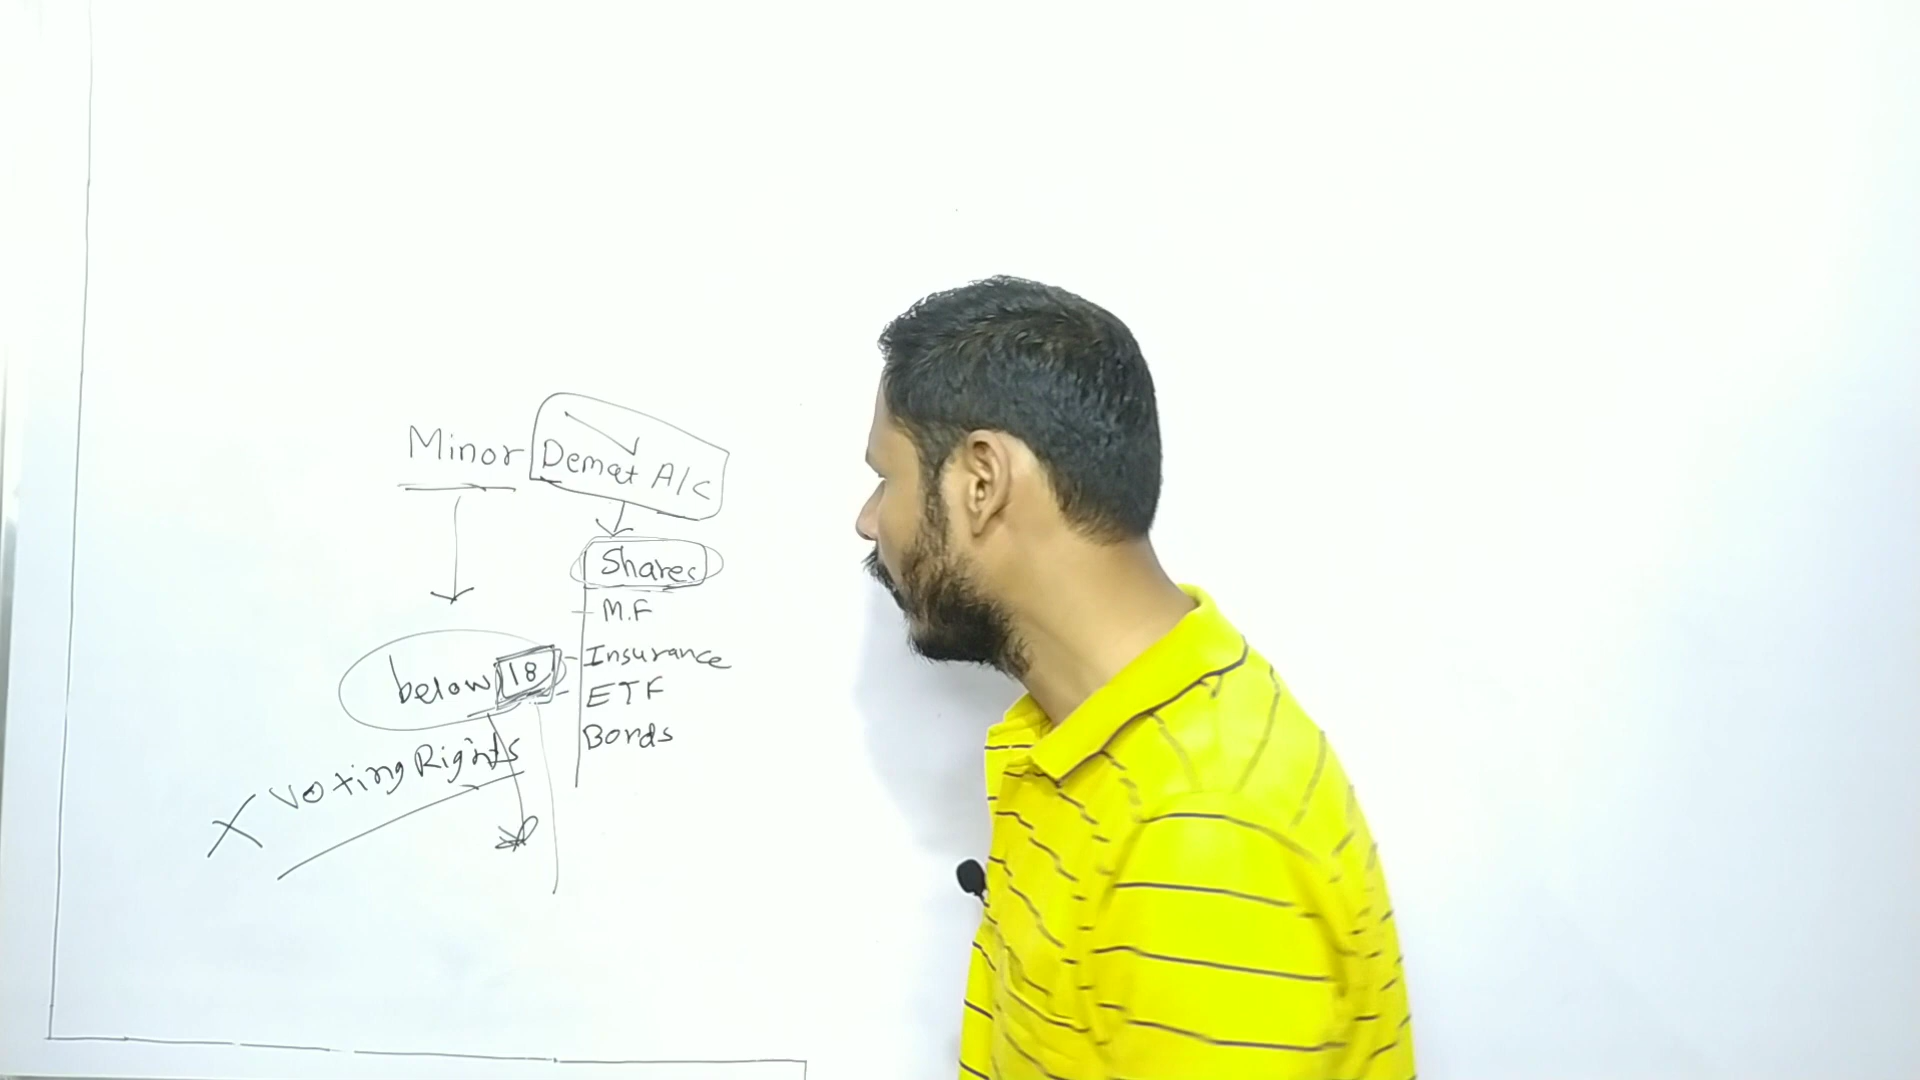 Minor Demat A/c
Shares
M.F
below 18
Insurance
ETF
Bonds
X Voting Rights